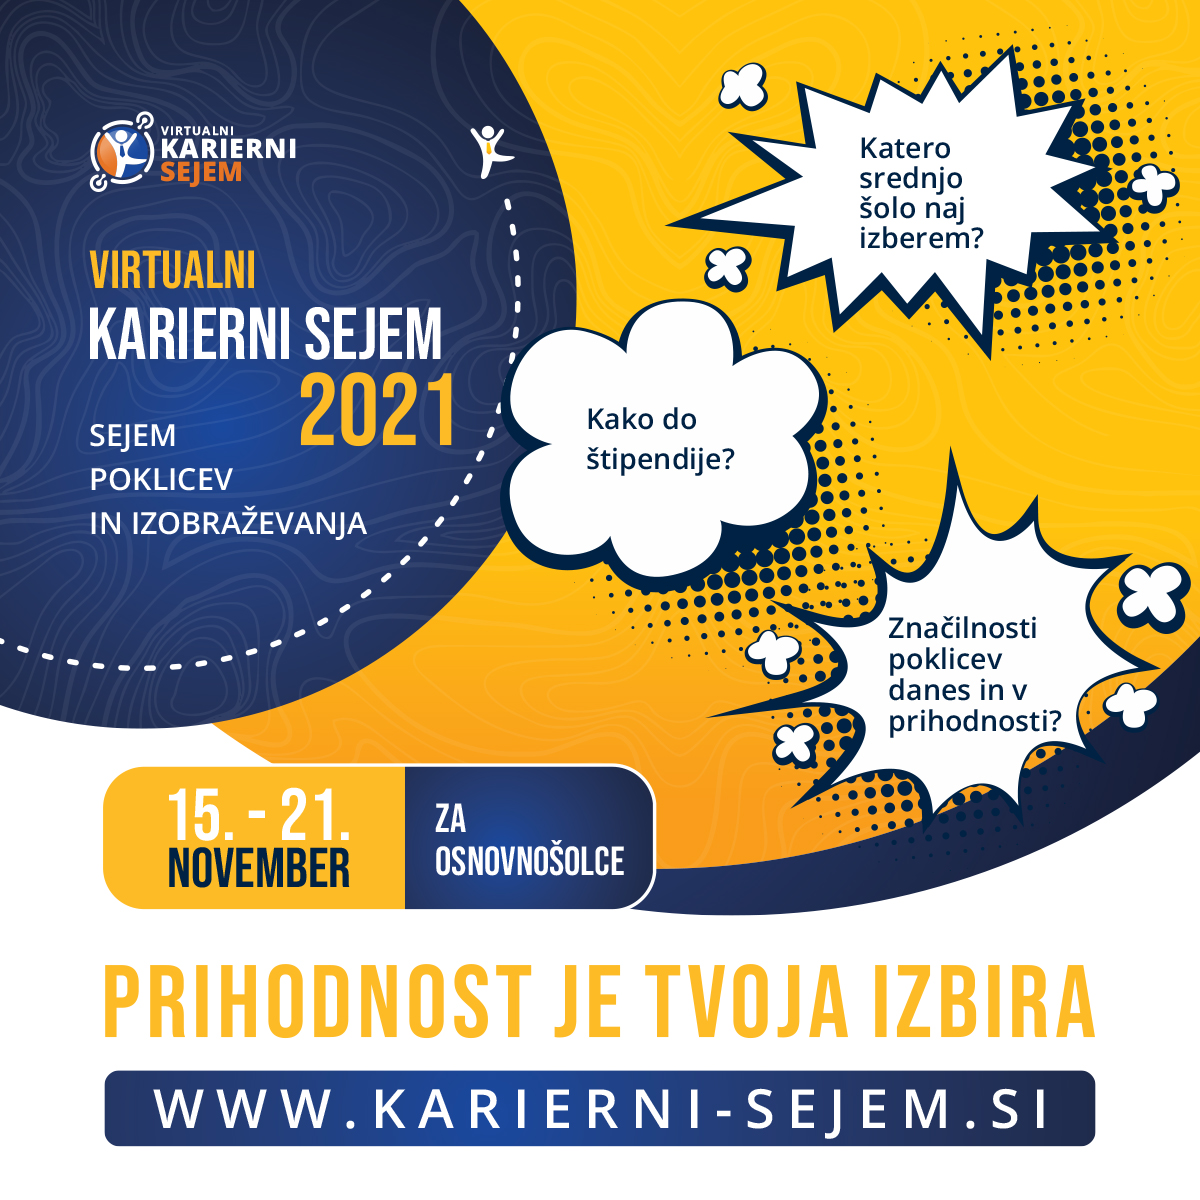 VIRTUALNI
KARIERNI
SEJEM
VIRTUALNI
KARIERNI SEJEM
2021
SEJEM
POKLICEV
IN IZOBRAŽEVANJA
Katero
srednjo
šolo naj
izberem?
Kako do
štipendije?
Značilnosti
poklicev
danes in v
prihodnosti?
15. - 21.
NOVEMBER
ZA
OSNOVNOŠOLCE
PRIHODNOST JE TVOJA IZBIRA
WWW.KARIERNI-SEJEM.SI